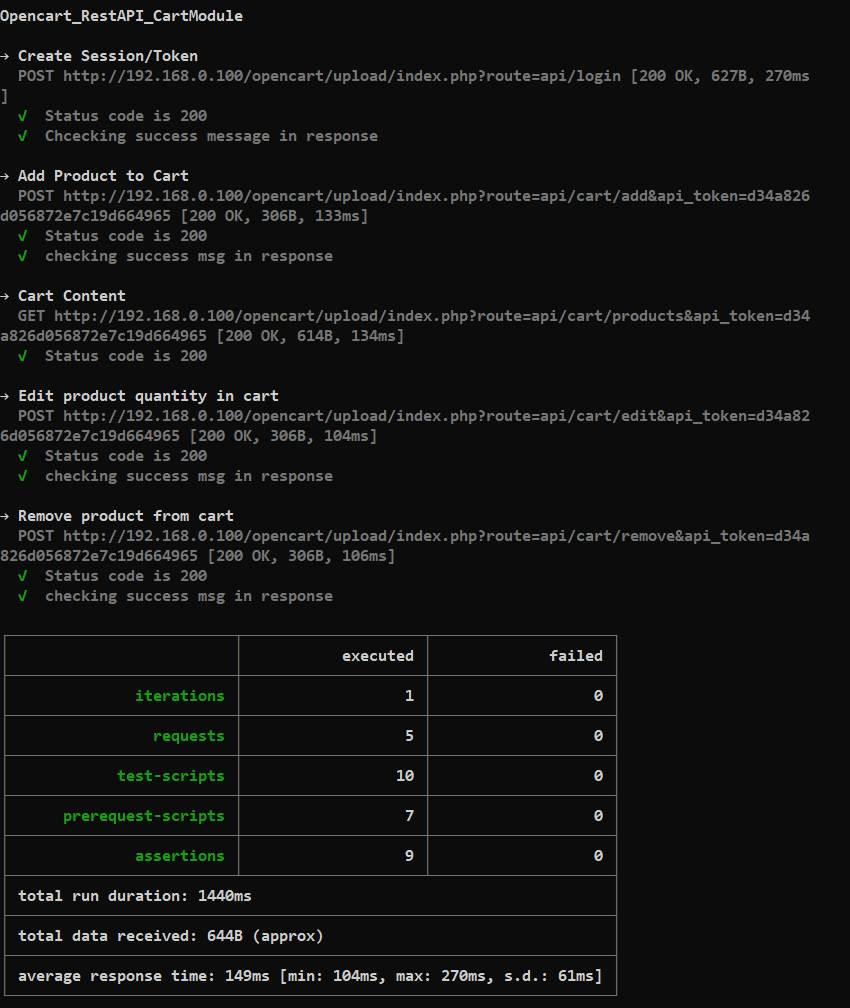 Opencart_RestAPI_CartModule
→ Create Session/Token
POST http://192.168.0.100/opencart/upload/index.php?route=api/login [200 OK, 627B, 270ms
]
√ Status code is 200
√ Chcecking success message in response
→ Add Product to Cart
POST http://192.168.0.100/opencart/upload/index.php?route=api/cart/add&api_token=d34a826
d056872e7c19d664965 [200 OK, 306B, 133ms]
√ Status code is 200
√ checking success msg in response
→ Cart Content
GET http://192.168.0.100/opencart/upload/index.php?route=api/cart/products&api_token=d34
a826d056872e7c19d664965 [200 OK, 614B, 134ms]
√ Status code is 200
→ Edit product quantity in cart
POST http://192.168.0.100/opencart/upload/index.php?route=api/cart/edit&api_token=d34a82
6d056872e7c19d664965 [200 OK, 306B, 104ms]
√ Status code is 200
√ checking success msg in response
→ Remove product from cart
POST http://192.168.0.100/opencart/upload/index.php?route=api/cart/remove&api_token=d34a
826d056872e7c19d664965 [200 OK, 306B, 106ms]
√ Status code is 200
√ checking success msg in response
executed failed
iterations 1 0
requests 5 0
test-scripts 10 0
prerequest-scripts 7 0
assertions 9 0
total run duration: 1440ms
total data received: 644B (approx)
average response time: 149ms [min: 104ms, max: 270ms, s.d.: 61ms]